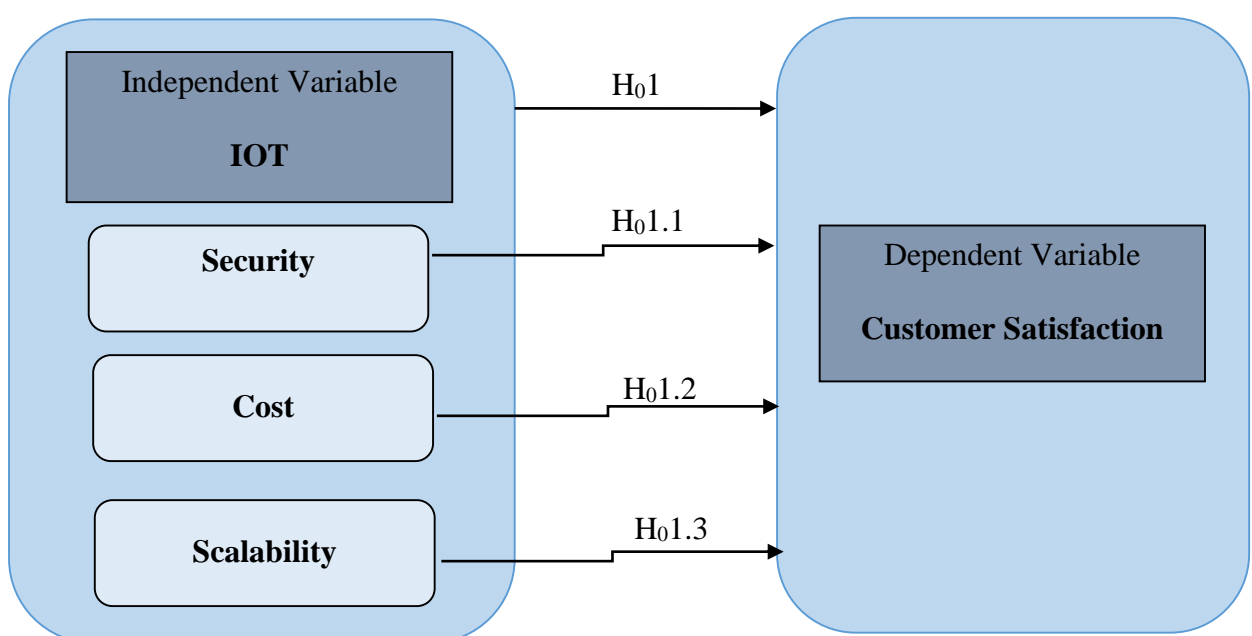 Independent Variable
IOT
Security
Cost
Scalability
H₀1
H₀1.1
H₀1.2
H₀1.3
Dependent Variable
Customer Satisfaction